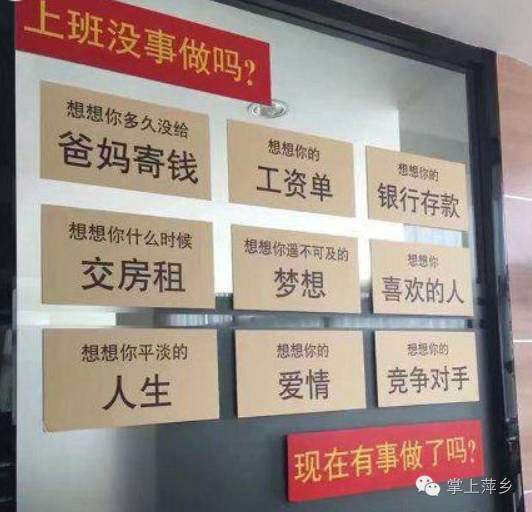 上班没事做吗?
想想你多久没给
爸妈寄钱
想想你的
工资单
想想你的
银行存款
想想你什么时候
交房租
想想你遥不可及的
梦想
想想你
喜欢的人
想想你平淡的
人生
想想你的
爱情
想想你的
竞争对手
现在有事做了吗?
掌上萍乡